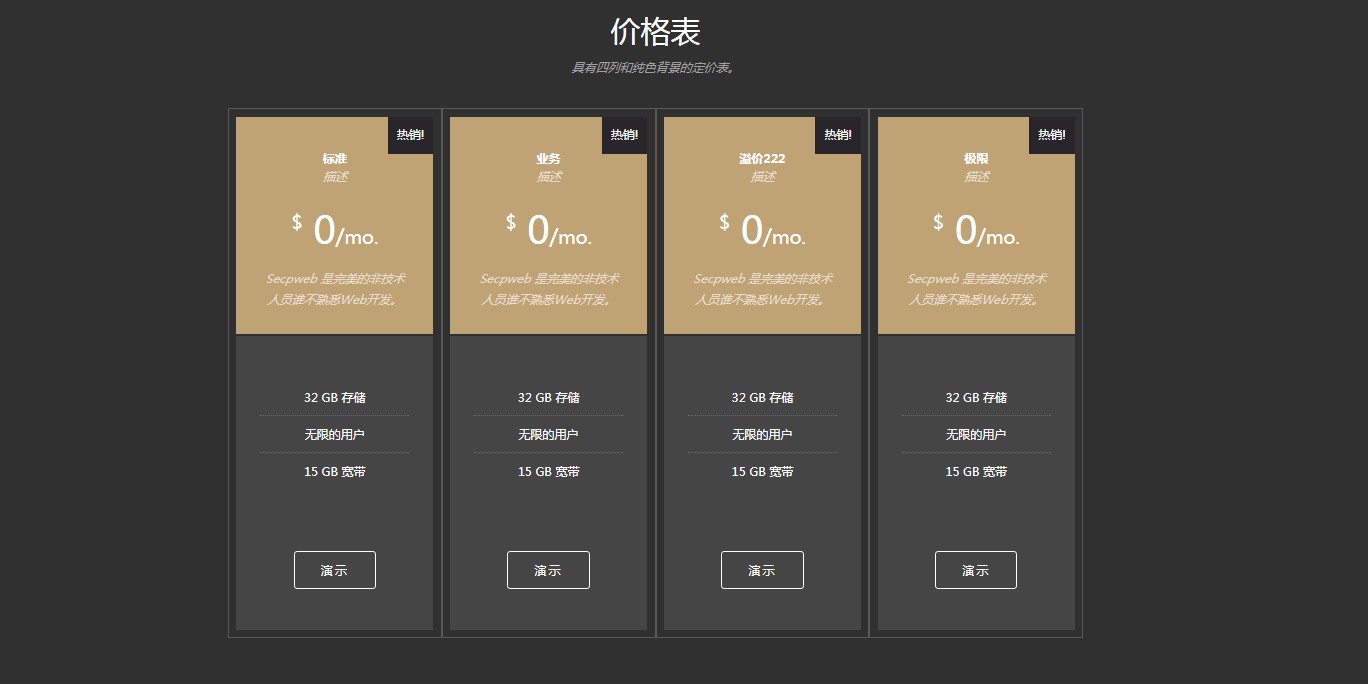 价格表
具有四列和纯色背景的定价表。
热销!
标准
描述
$ 0/mo.
Secpweb 是完美的非技术
人员谁不熟悉Web开发。
32 GB 存储
无限的用户
15 GB 宽带
演示
热销!
业务
描述
$ 0/mo.
Secpweb 是完美的非技术
人员谁不熟悉Web开发。
32 GB 存储
无限的用户
15 GB 宽带
演示
热销!
溢价222
描述
$ 0/mo.
Secpweb 是完美的非技术
人员谁不熟悉Web开发。
32 GB 存储
无限的用户
15 GB 宽带
演示
热销!
极限
描述
$ 0/mo.
Secpweb 是完美的非技术
人员谁不熟悉Web开发。
32 GB 存储
无限的用户
15 GB 宽带
演示